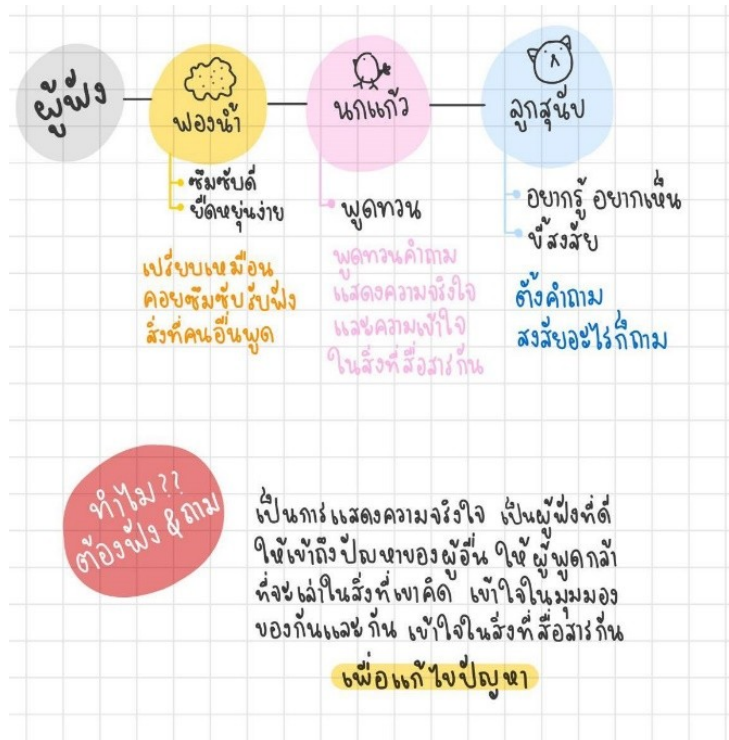 ผู้ฟัง
ฟองน้ำ
นกแก้ว
ลูกสุนัข
ซึมซับดี
ยืดหยุ่นง่าย
เปรียบเหมือน
คอยซึมซับรับฟัง
สิ่งที่คนอื่นพูด
พูดทวน
พูดทวนคำถาม
แสดงความจริงใจ
และความเข้าใจ
ในสิ่งที่สื่อสารกัน
อยากรู้ อยากเห็น
ขี้สงสัย
ตั้งคำถาม
สงสัยอะไรก็ถาม
ทำไม??
ต้องฟัง & ถาม
เป็นการแสดงความจริงใจ เป็นผู้ฟังที่ดี
ให้เข้าถึงปัญหาของผู้อื่น ให้ผู้พูดกล้า
ที่จะเล่าในสิ่งที่เขาคิด เข้าใจในมุมมอง
ของกันและกัน เข้าใจในสิ่งที่สื่อสารกัน
เพื่อแก้ไขปัญหา